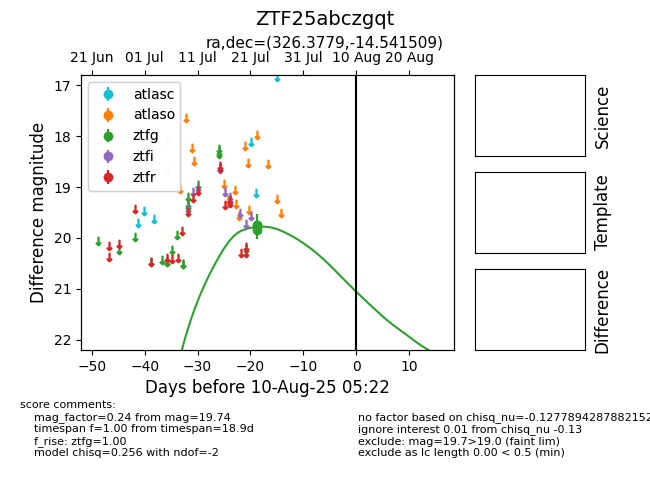 ZTF25abczgqt
ra,dec=(326.3779,-14.541509)
21 Jun 01 Jul 11 Jul 21 Jul 31 Jul 10 Aug 20 Aug
17
18
19
20
21
22
Difference magnitude
atlasc
atlaso
ztfg
ztfi
ztfr
−50 −40 −30 −20 −10 0 10
Days before 10-Aug-25 05:22
Science
Template
Difference
score comments:
mag_factor=0.24 from mag=19.74
timespan f=1.00 from timespan=18.9d
f_rise: ztfg=1.00
model chisq=0.256 with ndof=-2
no factor based on chisq_nu=-0.1277894287882152
ignore interest 0.01 from chisq_nu -0.13
exclude: mag=19.7>19.0 (faint lim)
exclude as lc length 0.00 < 0.5 (min)